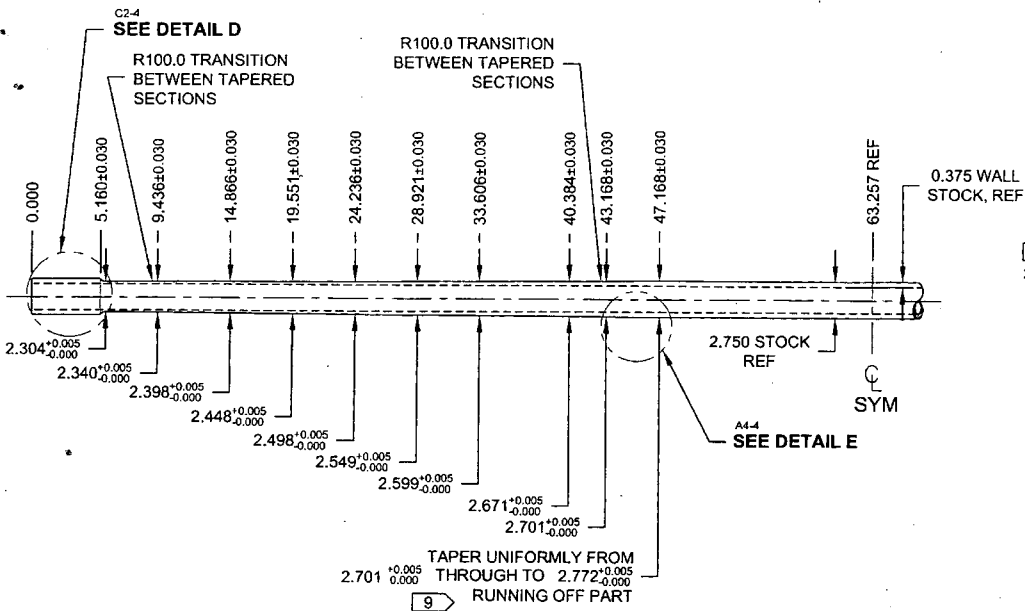 C2-4
SEE DETAIL D
R100.0 TRANSITION
BETWEEN TAPERED
SECTIONS
R100.0 TRANSITION
BETWEEN TAPERED
SECTIONS
0.000
5.160±0.030
9.436±0.030
14.866±0.030
19.551±0.030
24.236±0.030
28.921±0.030
33.606±0.030
40.384±0.030
43.168±0.030
47.168±0.030
63.257 REF
0.375 WALL
STOCK, REF
2.304 +0.005 -0.000
2.340 +0.005 -0.000
2.398 +0.005 -0.000
2.448 +0.005 -0.000
2.498 +0.005 -0.000
2.549 +0.005 -0.000
2.599 +0.005 -0.000
2.671 +0.005 -0.000
2.701 +0.005 -0.000
2.750 STOCK
REF
℄
SYM
A4-4
SEE DETAIL E
TAPER UNIFORMLY FROM
2.701 +0.005 0.000 THROUGH TO 2.772 +0.005 -0.000
RUNNING OFF PART
9